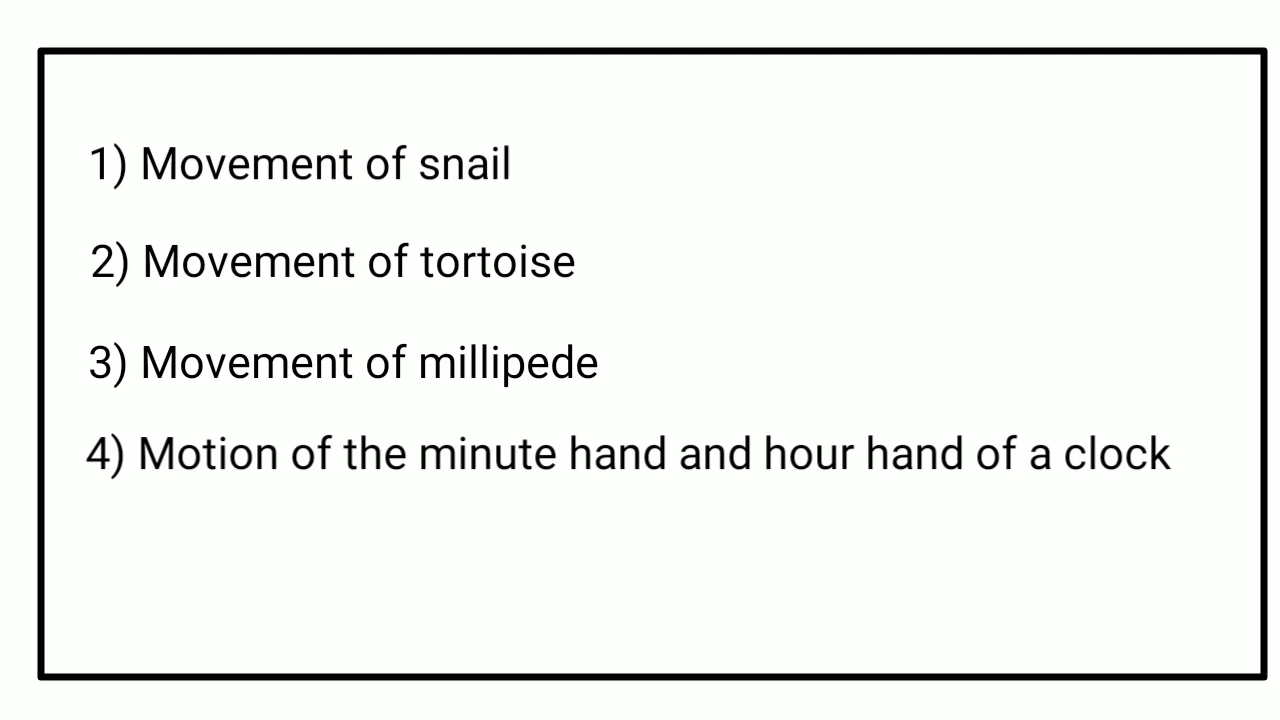 1) Movement of snail
2) Movement of tortoise
3) Movement of millipede
4) Motion of the minute hand and hour hand of a clock